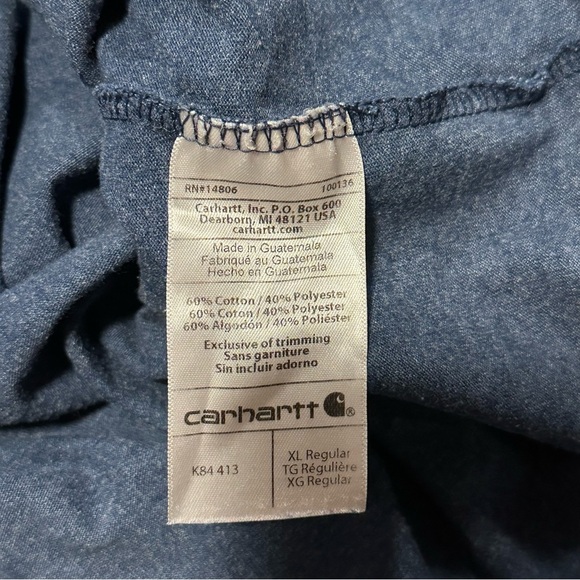 RN#14806 100136
Carhartt, Inc. P.O. Box 600
Dearborn, MI 48121 USA
carhartt.com
Made in Guatemala
Fabriqué au Guatemala
Hecho en Guatemala
60% Cotton / 40% Polyester
60% Coton / 40% Polyester
60% Algodón / 40% Poliéster
Exclusive of trimming
Sans garniture
Sin incluir adorno
carhartt ®
K84 413
XL Regular
TG Régulière
XG Regular